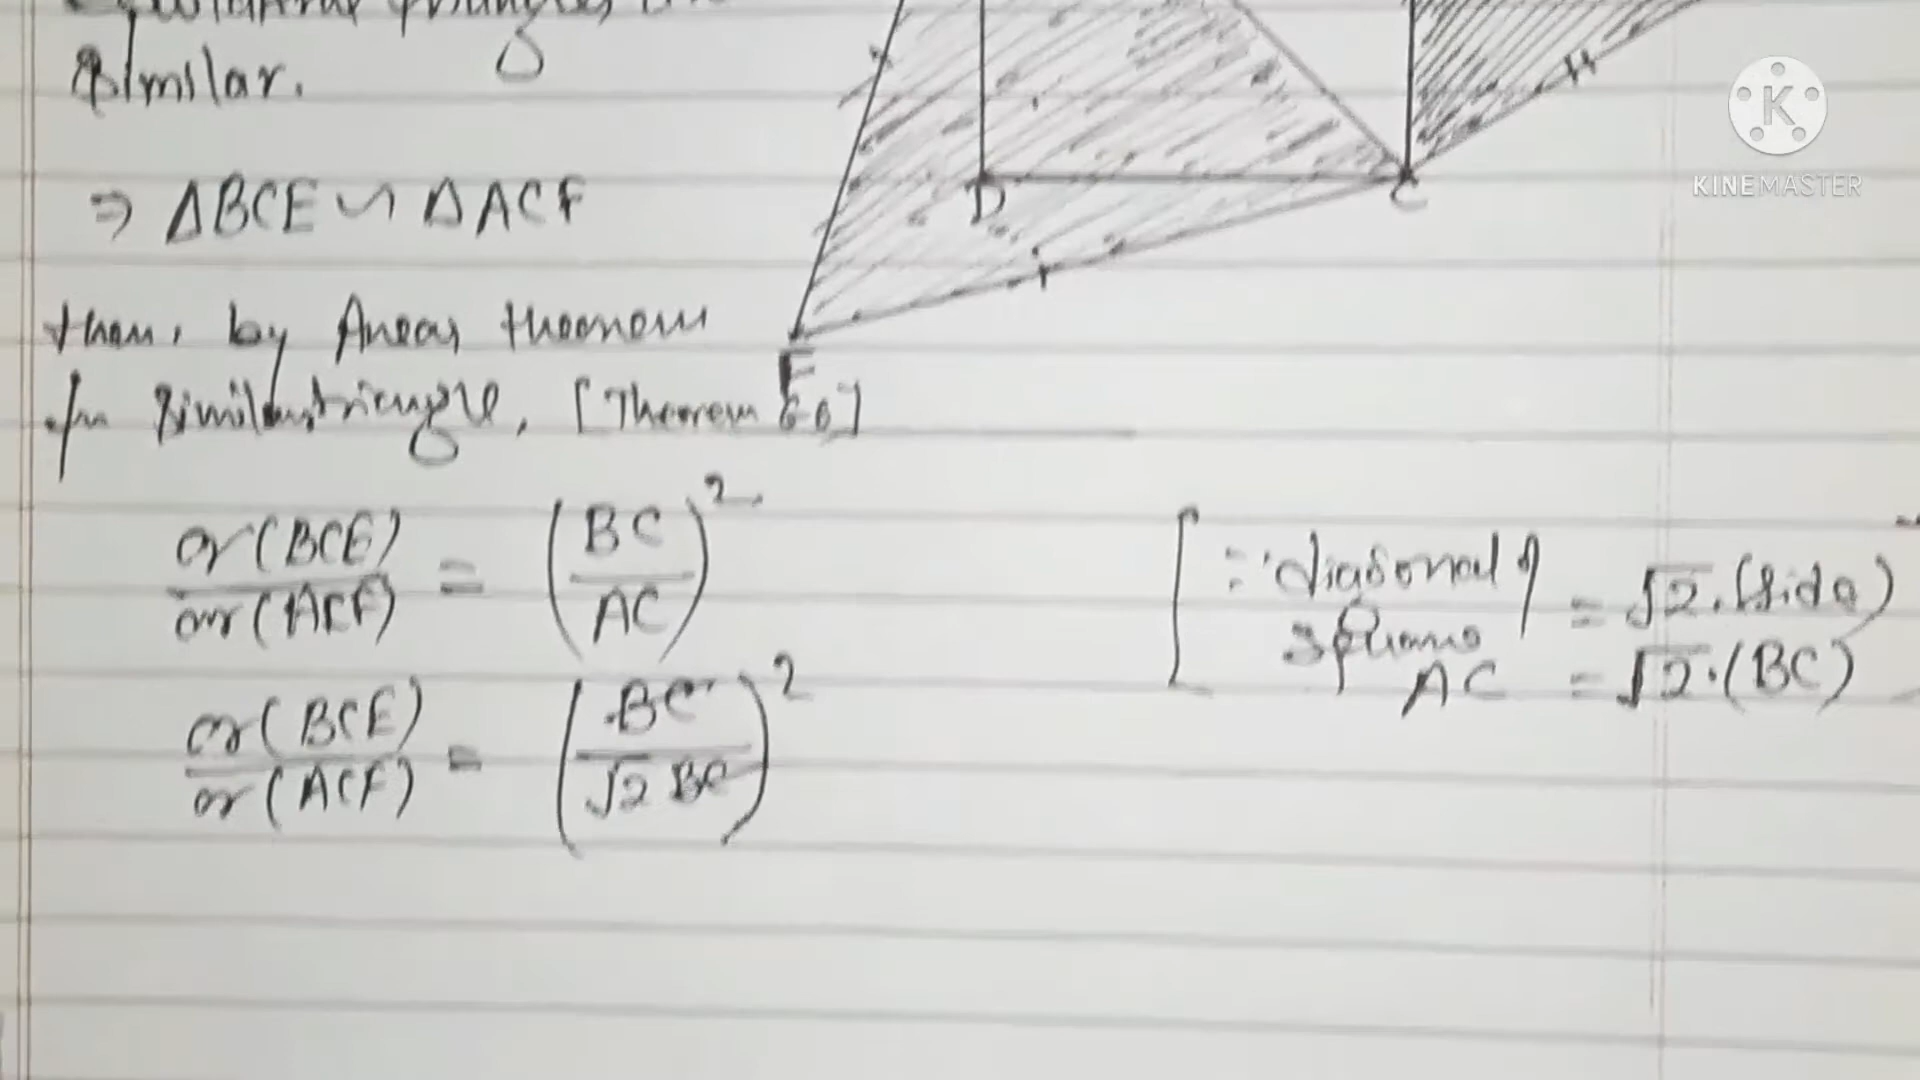 Similar.
⇒ ΔBCE ∽ ΔACF
then, by Areas theorem
for Similar triangle, [Theorem 6.6]
ar(BCE)/ar(ACF) = (BC/AC)²
ar(BCE)/ar(ACF) = (BC/√2 BC)²
[∵ diagonal of square = √2.(side)
AC = √2.(BC)
D
C
F
KINEMASTER